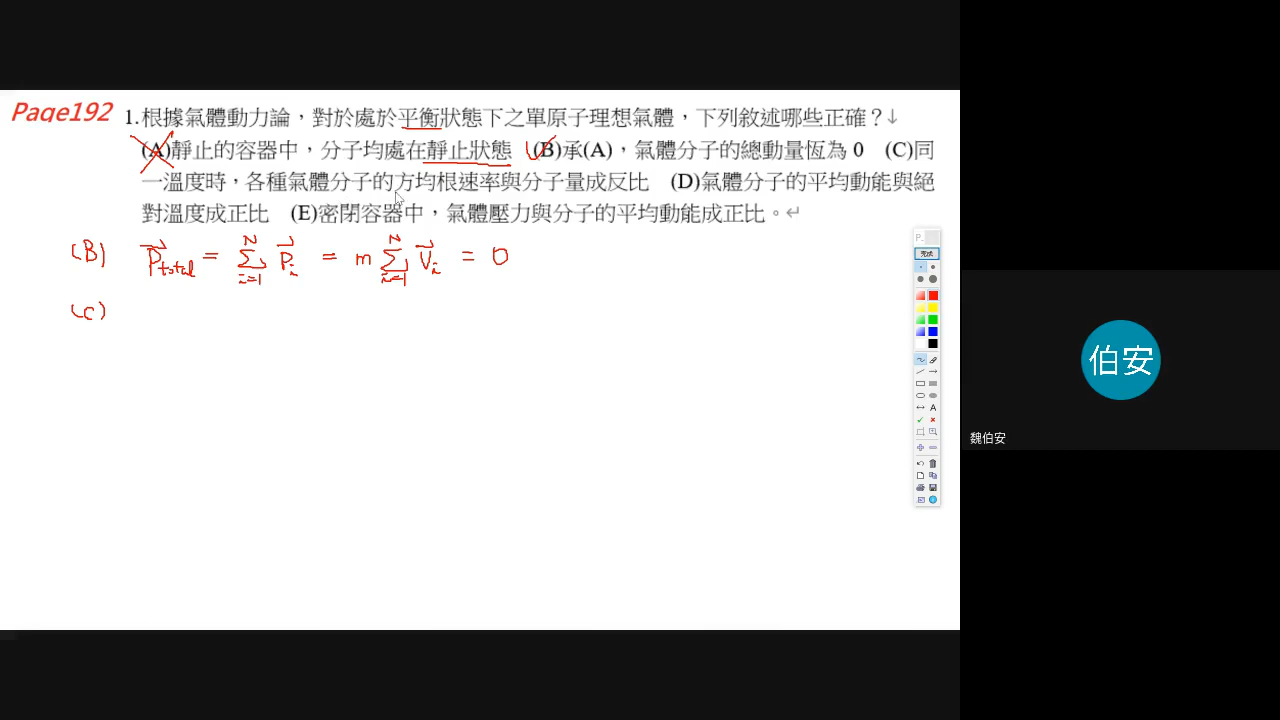 Page192
1.根據氣體動力論，對於處於平衡狀態下之單原子理想氣體，下列敘述哪些正確？↓
(A)靜止的容器中，分子均處在靜止狀態 (B)承(A)，氣體分子的總動量恆為 0 (C)同
一溫度時，各種氣體分子的方均根速率與分子量成反比 (D)氣體分子的平均動能與絕
對溫度成正比 (E)密閉容器中，氣體壓力與分子的平均動能成正比。↵
(B) P⃗total = Σ_{i=1}^{N} P⃗i = m Σ_{i=1}^{N} V⃗i = 0
(C)
完成
A
伯安
魏伯安